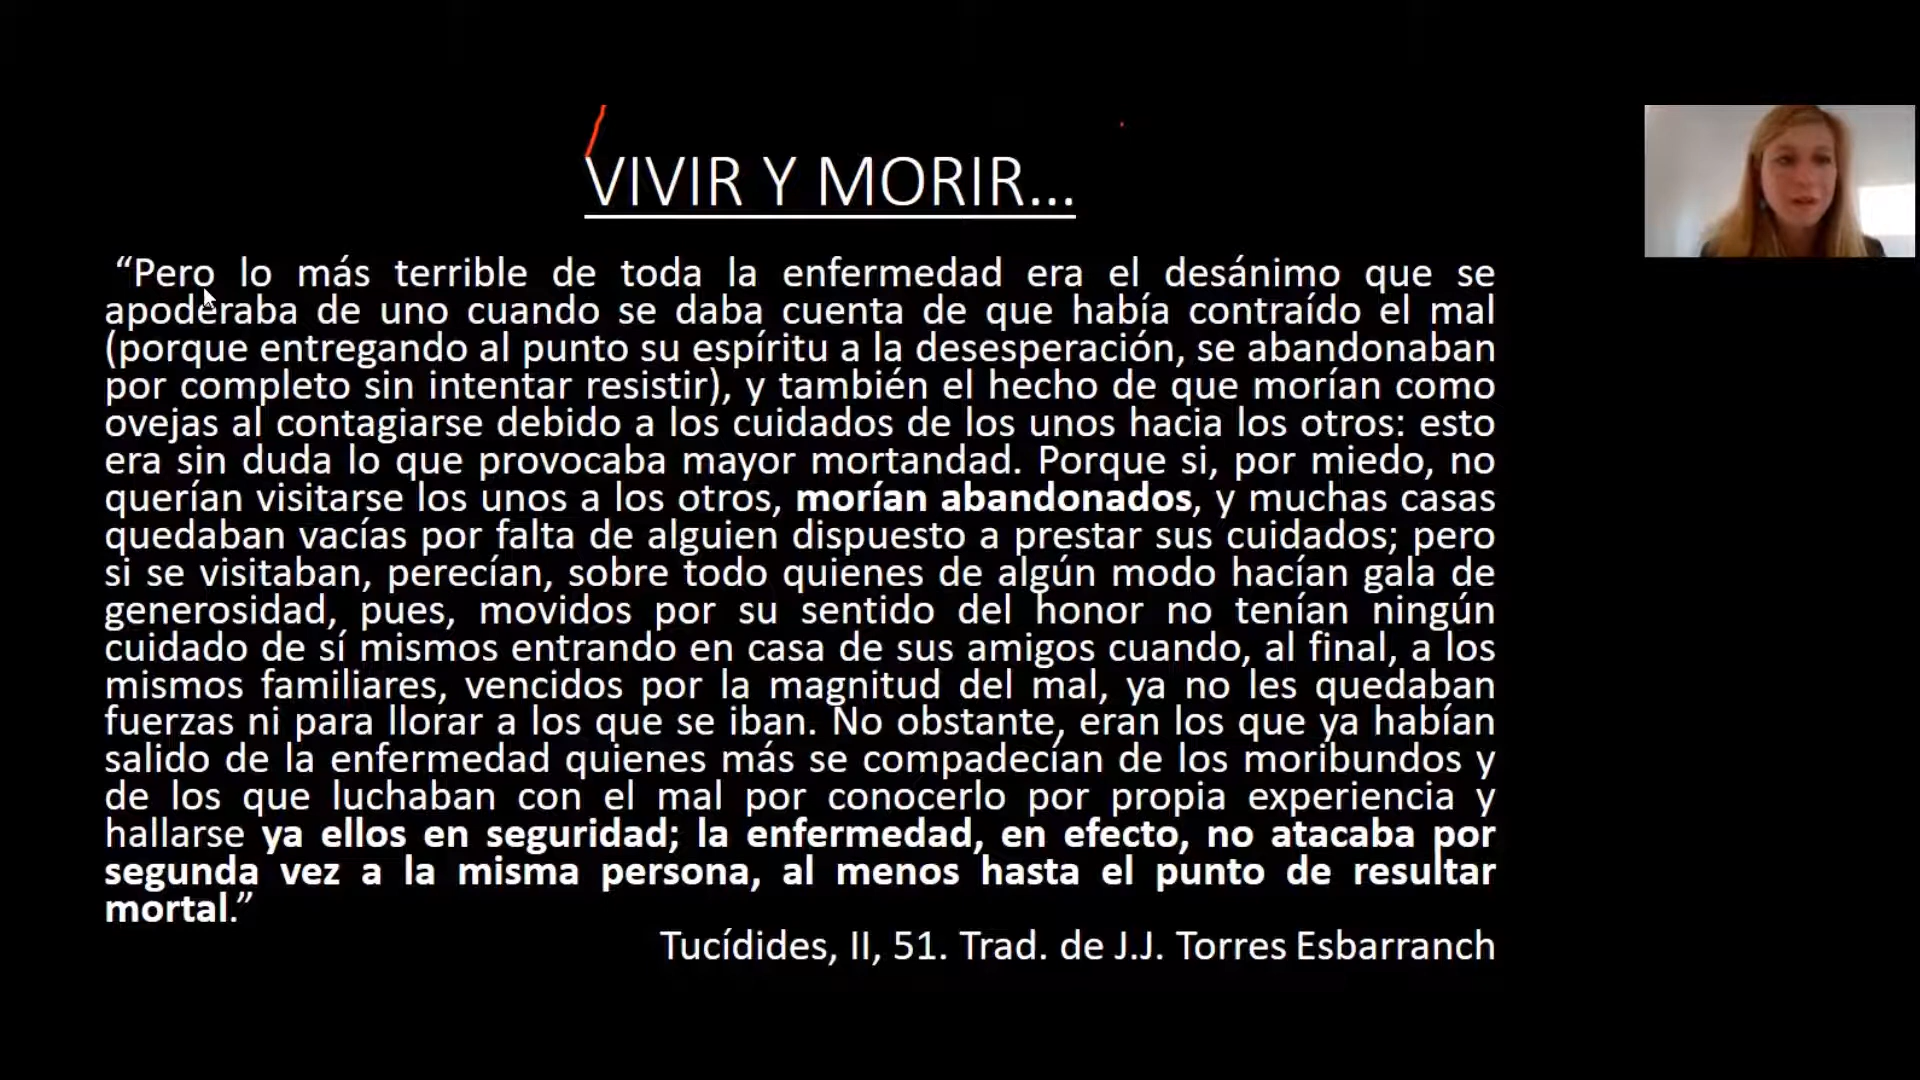 VIVIR Y MORIR...
“Pero lo más terrible de toda la enfermedad era el desánimo que se
apoderaba de uno cuando se daba cuenta de que había contraído el mal
(porque entregando al punto su espíritu a la desesperación, se abandonaban
por completo sin intentar resistir), y también el hecho de que morían como
ovejas al contagiarse debido a los cuidados de los unos hacia los otros: esto
era sin duda lo que provocaba mayor mortandad. Porque si, por miedo, no
querían visitarse los unos a los otros, morían abandonados, y muchas casas
quedaban vacías por falta de alguien dispuesto a prestar sus cuidados; pero
si se visitaban, perecían, sobre todo quienes de algún modo hacían gala de
generosidad, pues, movidos por su sentido del honor no tenían ningún
cuidado de sí mismos entrando en casa de sus amigos cuando, al final, a los
mismos familiares, vencidos por la magnitud del mal, ya no les quedaban
fuerzas ni para llorar a los que se iban. No obstante, eran los que ya habían
salido de la enfermedad quienes más se compadecían de los moribundos y
de los que luchaban con el mal por conocerlo por propia experiencia y
hallarse ya ellos en seguridad; la enfermedad, en efecto, no atacaba por
segunda vez a la misma persona, al menos hasta el punto de resultar
mortal.”
Tucídides, II, 51. Trad. de J.J. Torres Esbarranch